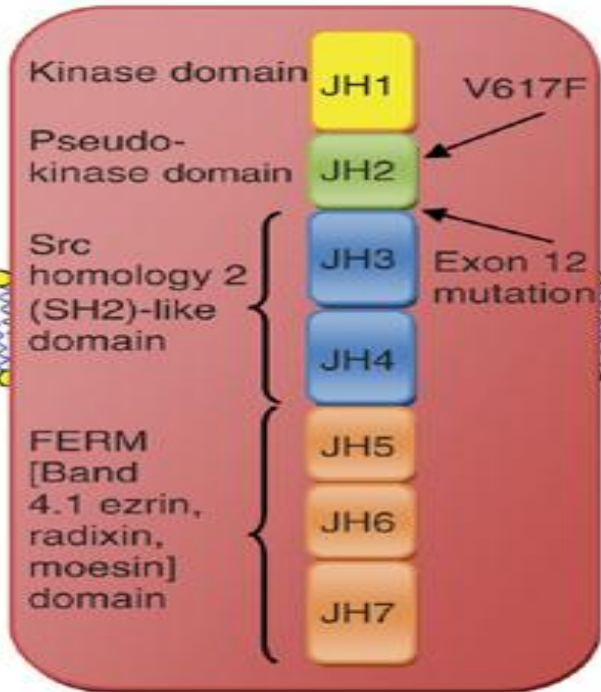 Kinase domain
JH1
V617F
Pseudo-
kinase domain
JH2
Src
homology 2
(SH2)-like
domain
JH3
Exon 12
mutation
JH4
FERM
[Band
4.1 ezrin,
radixin,
moesin]
domain
JH5
JH6
JH7